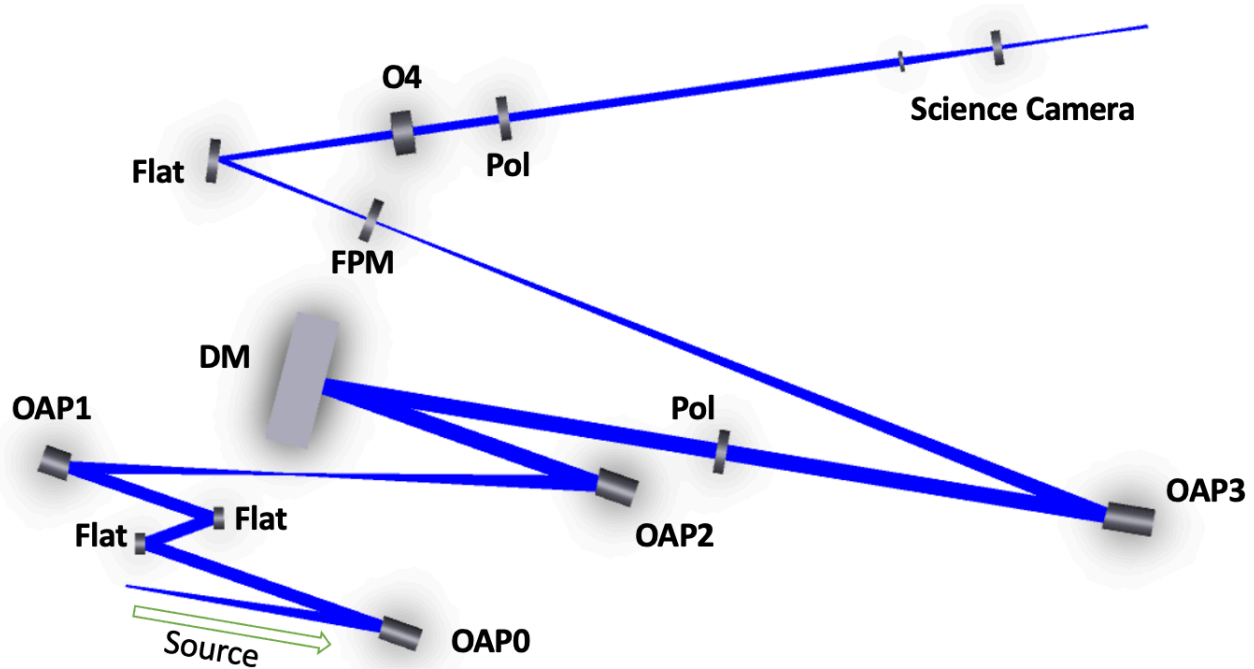 O4
Science Camera
Flat
Pol
FPM
DM
OAP1
Pol
OAP3
Flat
Flat
OAP2
Source
OAP0